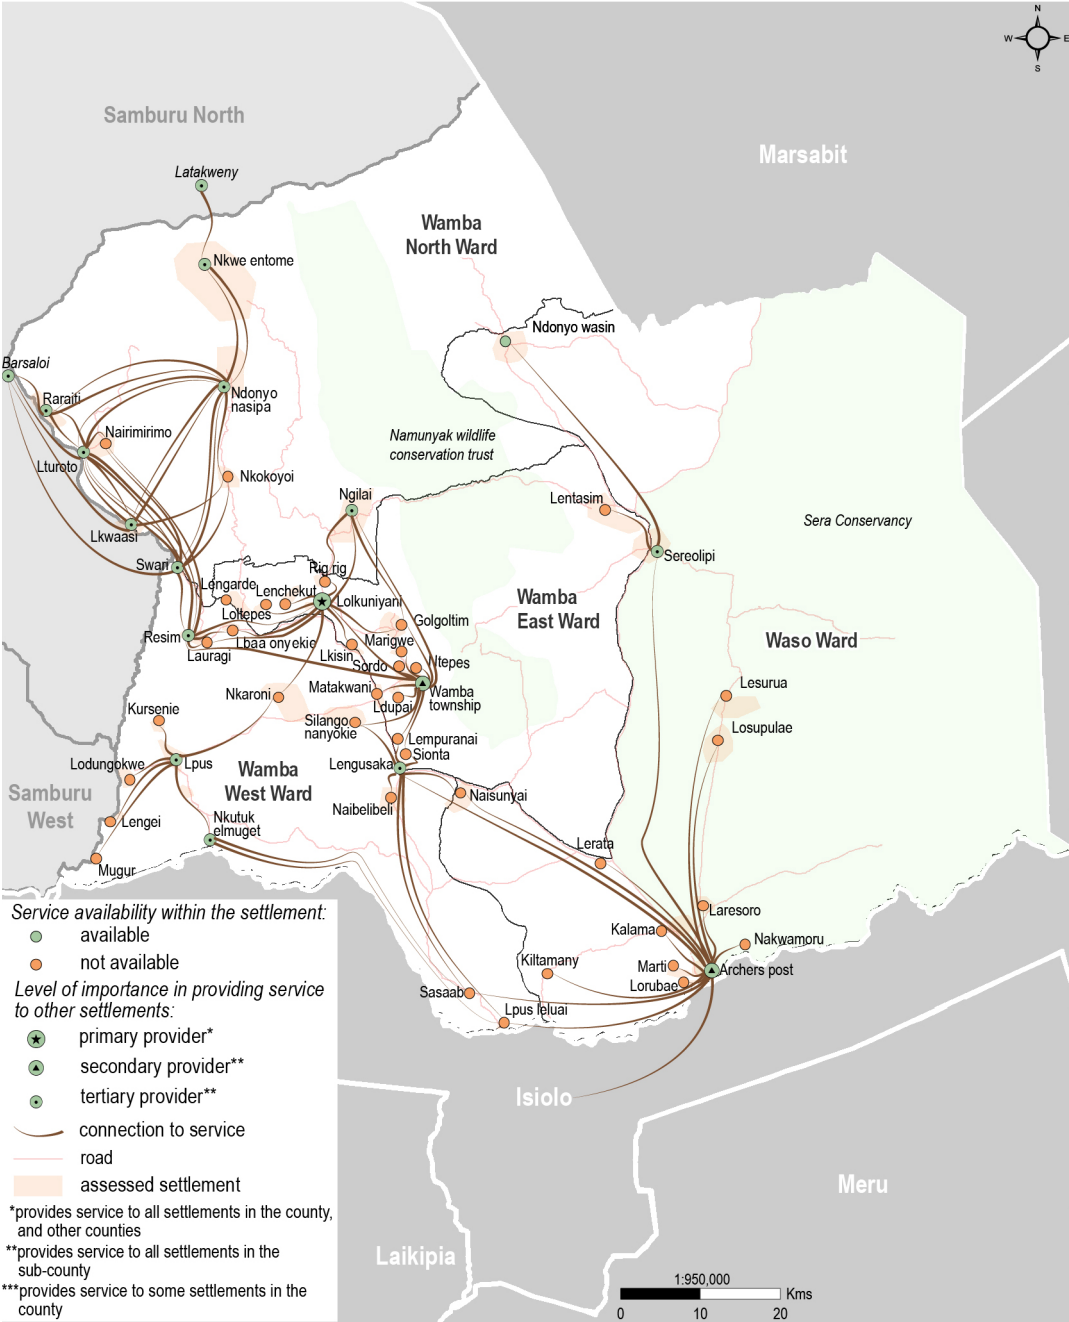 N
W
E
S
Samburu North
Marsabit
Latakweny
Wamba
North Ward
Nkwe entome
Ndonyo wasin
Barsaloi
Raraiti
Ndonyo
nasipa
Nairimirimo
Namunyak wildlife
conservation trust
Lturoto
Nkokoyoi
Ngilai
Lentasim
Sera Conservancy
Lkwaasi
Swari
Sereolipi
Rig rig
Lengarde
Lenchekut
Lolkuniyani
Wamba
East Ward
Loltepes
Golgoltim
Resim
Lbaa onyekie
Marigwe
Waso Ward
Lauragi
Lkisin
Sordo
Ntepes
Nkaroni
Matakwani
Wamba
township
Lesurua
Ldupai
Kursenie
Silango
nanyokie
Losupulae
Lempuranai
Sionta
Lodungokwe
Lpus
Wamba
West Ward
Lengusaka
Samburu
West
Naisunyai
Naibelibeli
Lengei
Nkutuk
elmuget
Lerata
Mugur
Laresoro
Kalama
Nakwamoru
Kiltamany
Marti
Archers post
Lorubae
Sasaab
Lpus leluai
Isiolo
Meru
Laikipia
Service availability within the settlement:
available
not available
Level of importance in providing service
to other settlements:
primary provider*
secondary provider**
tertiary provider**
connection to service
road
assessed settlement
*provides service to all settlements in the county,
and other counties
**provides service to all settlements in the
sub-county
***provides service to some settlements in the
county
1:950,000
Kms
0 10 20